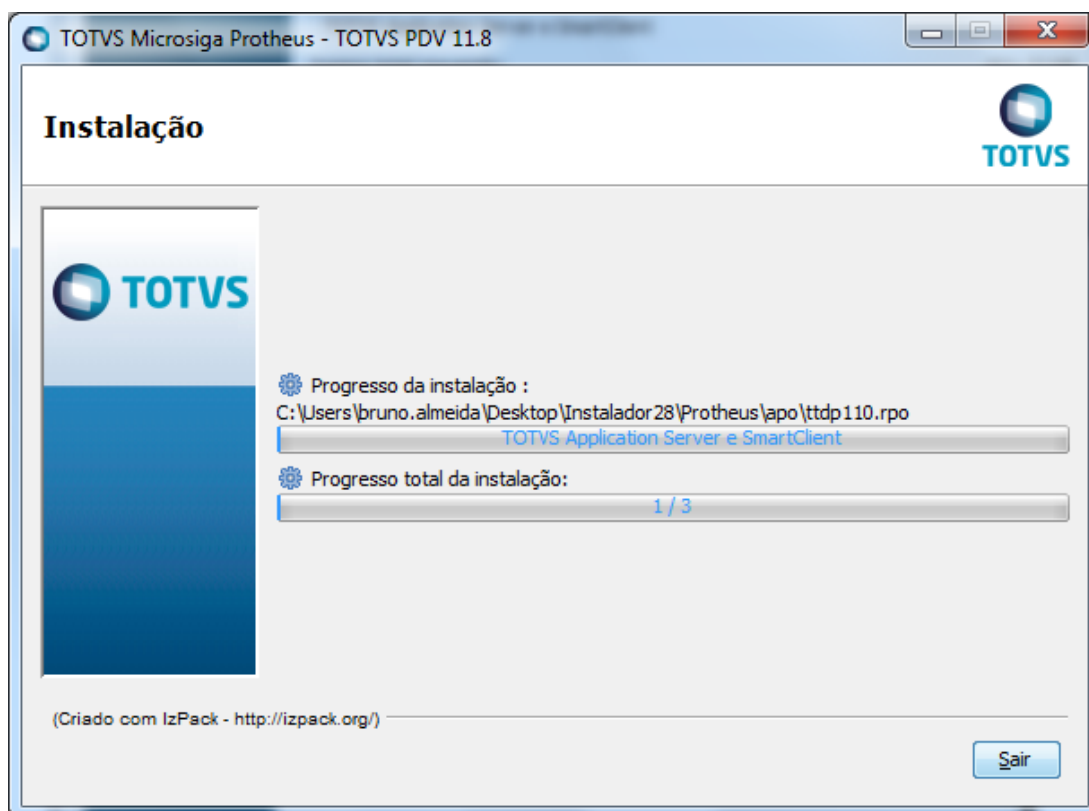 TOTVS Microsiga Protheus - TOTVS PDV 11.8
Instalação
TOTVS
TOTVS
Progresso da instalação :
C:\Users\bruno.almeida\Desktop\Instalador28\Protheus\apo\ttdp110.rpo
TOTVS Application Server e SmartClient
Progresso total da instalação:
1 / 3
(Criado com IzPack - http://izpack.org/)
Sair